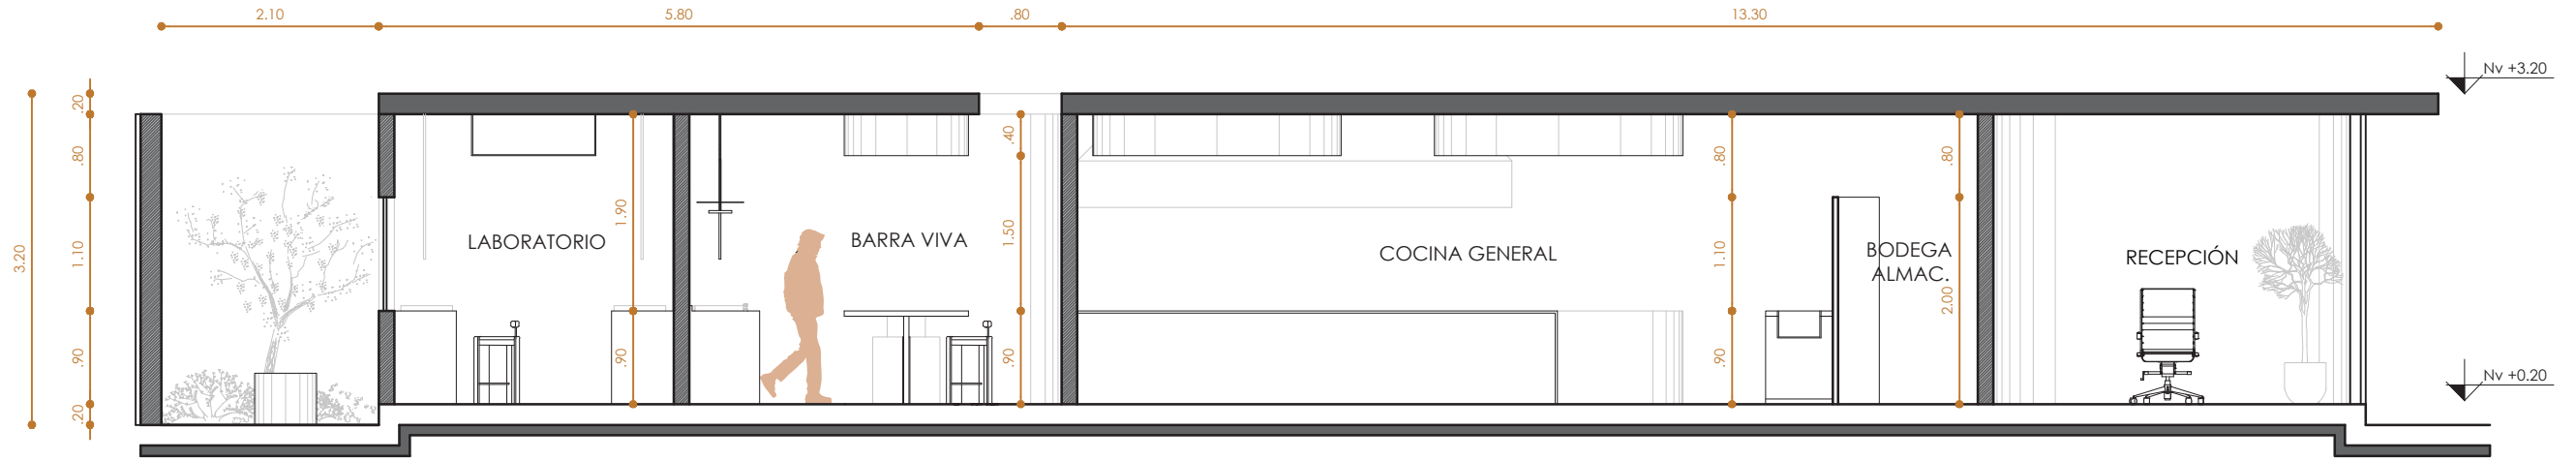 2.10
5.80
.80
13.30
Nv +3.20
3.20
.20
.80
1.10
.90
.20
1.90
.90
LABORATORIO
BARRA VIVA
.40
1.50
.90
COCINA GENERAL
.80
1.10
.90
BODEGA
ALMAC.
.80
2.00
RECEPCIÓN
Nv +0.20